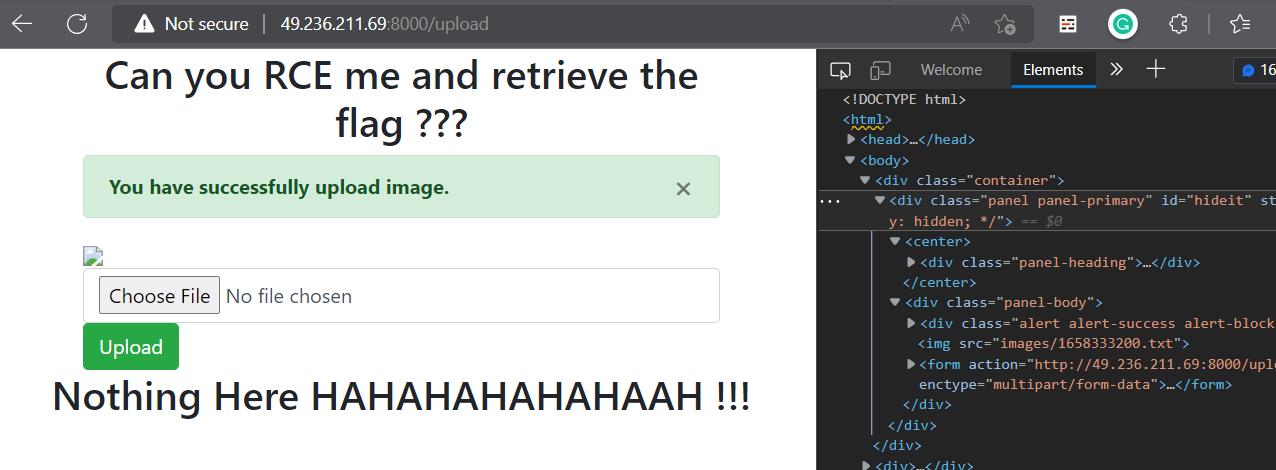 Not secure | 49.236.211.69:8000/upload
Can you RCE me and retrieve the
flag ???
You have successfully upload image. ×
Choose File No file chosen
Upload
Nothing Here HAHAHAHAHAHAAH !!!
Welcome Elements 16
<!DOCTYPE html>
<html>
<head>…</head>
<body>
<div class="container">
<div class="panel panel-primary" id="hideit" st
y: hidden; */"> == $0
<center>
<div class="panel-heading">…</div>
</center>
<div class="panel-body">
<div class="alert alert-success alert-block
<img src="images/1658333200.txt">
<form action="http://49.236.211.69:8000/uplo
enctype="multipart/form-data">…</form>
</div>
</div>
</div>
<div>…</div>